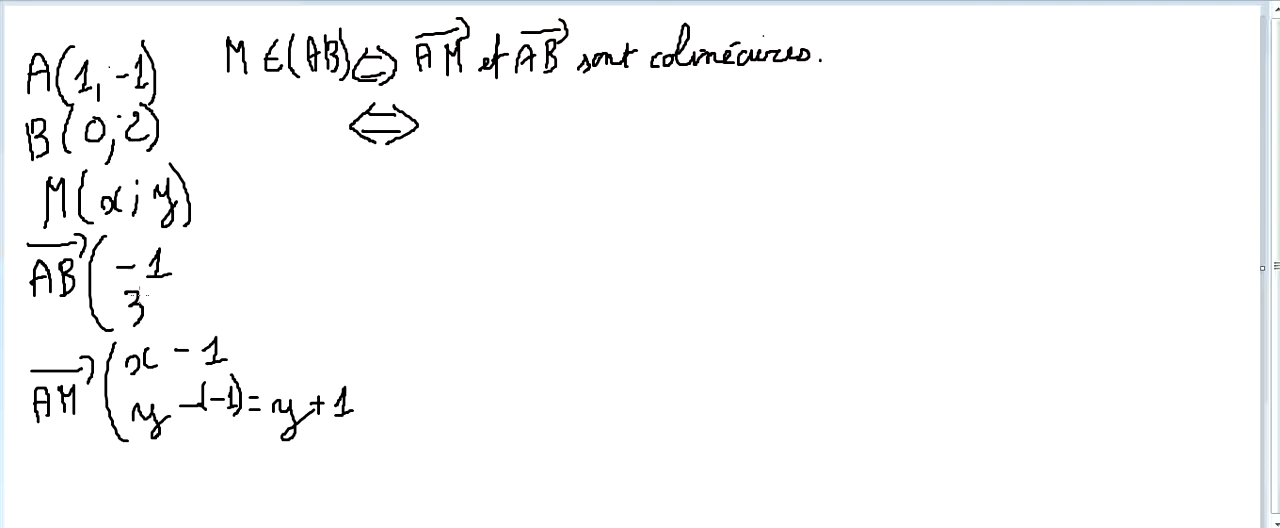 A(1, -1)
M ∈ (AB) ⇔ AM⃗ et AB⃗ sont colinéaires.
B(0; 2)
⇔
M(x; y)
AB⃗ ( -1
3
AM⃗ ( x - 1
y -(-1) = y + 1